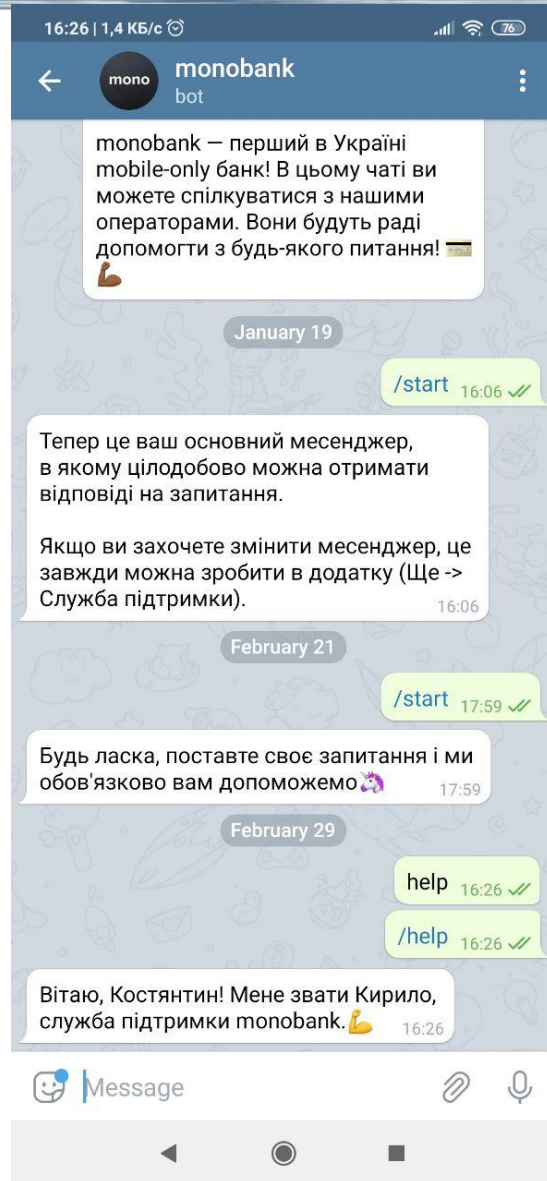 16:26 | 1,4 КБ/с
76
mono
monobank
bot
monobank — перший в Україні
mobile-only банк! В цьому чаті ви
можете спілкуватися з нашими
операторами. Вони будуть раді
допомогти з будь-якого питання! 💳
💪🏾
January 19
/start 16:06
Тепер це ваш основний месенджер,
в якому цілодобово можна отримати
відповіді на запитання.
Якщо ви захочете змінити месенджер, це
завжди можна зробити в додатку (Ще ->
Служба підтримки).
16:06
February 21
/start 17:59
Будь ласка, поставте своє запитання і ми
обов'язково вам допоможемо🦄
17:59
February 29
help 16:26
/help 16:26
Вітаю, Костянтин! Мене звати Кирило,
служба підтримки monobank.💪
16:26
Message